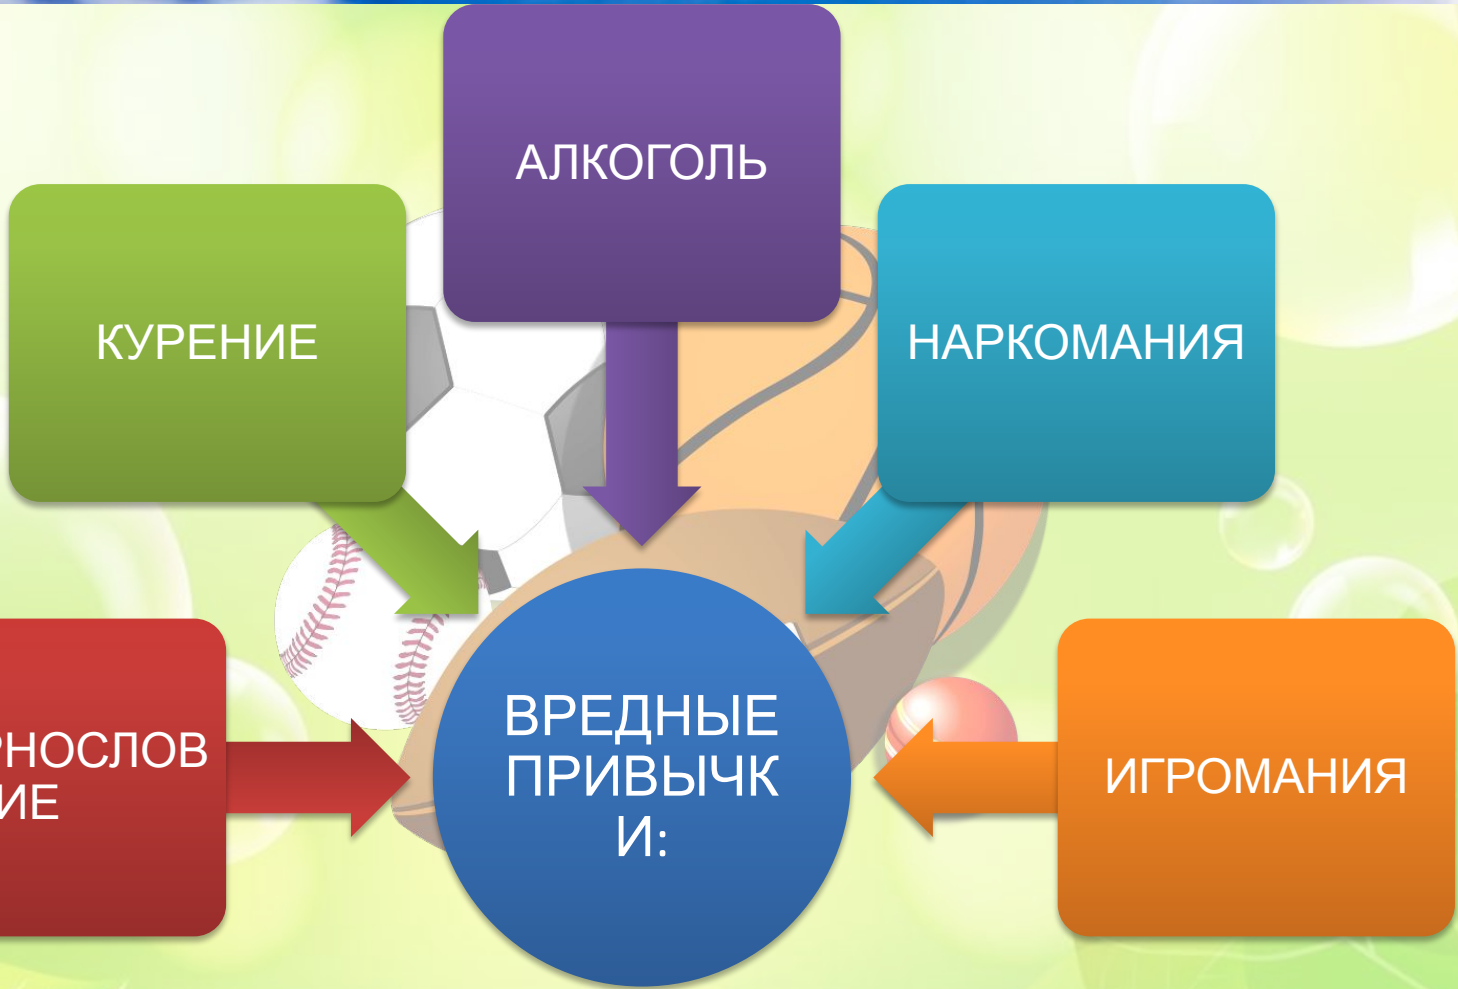 АЛКОГОЛЬ
КУРЕНИЕ
НАРКОМАНИЯ
ВРЕДНЫЕ
ПРИВЫЧК
И:
ИГРОМАНИЯ